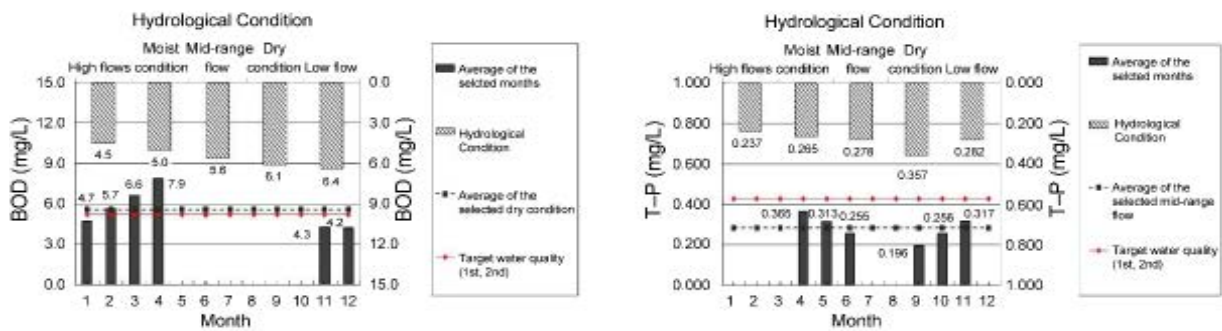 Hydrological Condition
Moist Mid-range Dry
High flows condition flow condition Low flow
15.0
12.0
9.0
6.0
3.0
0.0
BOD (mg/L)
0.0
3.0
6.0
9.0
12.0
15.0
BOD (mg/L)
4.5
5.0
5.6
6.1
6.4
4.7
5.7
6.6
7.9
4.3
4.2
1 2 3 4 5 6 7 8 9 10 11 12
Month
Average of the
selcted months
Hydrological
Condition
Average of the
selected dry condition
Target water quality
(1st, 2nd)
Hydrological Condition
Moist Mid-range Dry
High flows condition flow condition Low flow
1.000
0.800
0.600
0.400
0.200
0.000
T–P (mg/L)
0.000
0.200
0.400
0.600
0.800
1.000
T–P (mg/L)
0.237
0.265
0.278
0.357
0.282
0.365
0.313
0.255
0.196
0.256
0.317
1 2 3 4 5 6 7 8 9 10 11 12
Month
Average of the
selcted months
Hydrological
Condition
Average of the
selected mid-range
flow
Target water quality
(1st, 2nd)